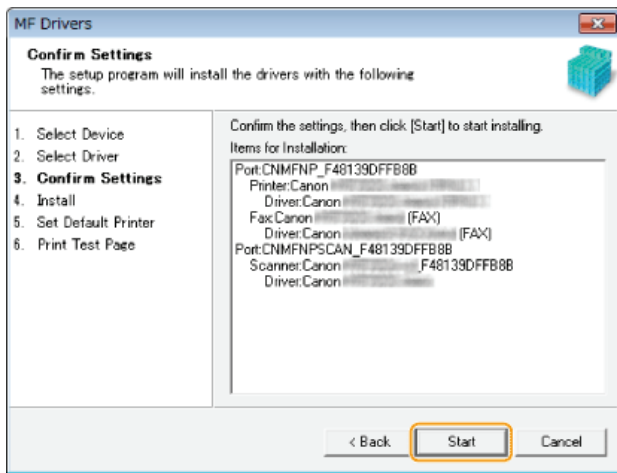 MF Drivers
Confirm Settings
The setup program will install the drivers with the following
settings.
1. Select Device
2. Select Driver
3. Confirm Settings
4. Install
5. Set Default Printer
6. Print Test Page
Confirm the settings, then click [Start] to start installing.
Items for Installation:
Port:CNMFNP_F48139DFFB8B
Printer:Canon
Driver:Canon
Fax:Canon (FAX)
Driver:Canon (FAX)
Port:CNMFNPSCAN_F48139DFFB8B
Scanner:Canon _F48139DFFB8B
Driver:Canon
< Back
Start
Cancel